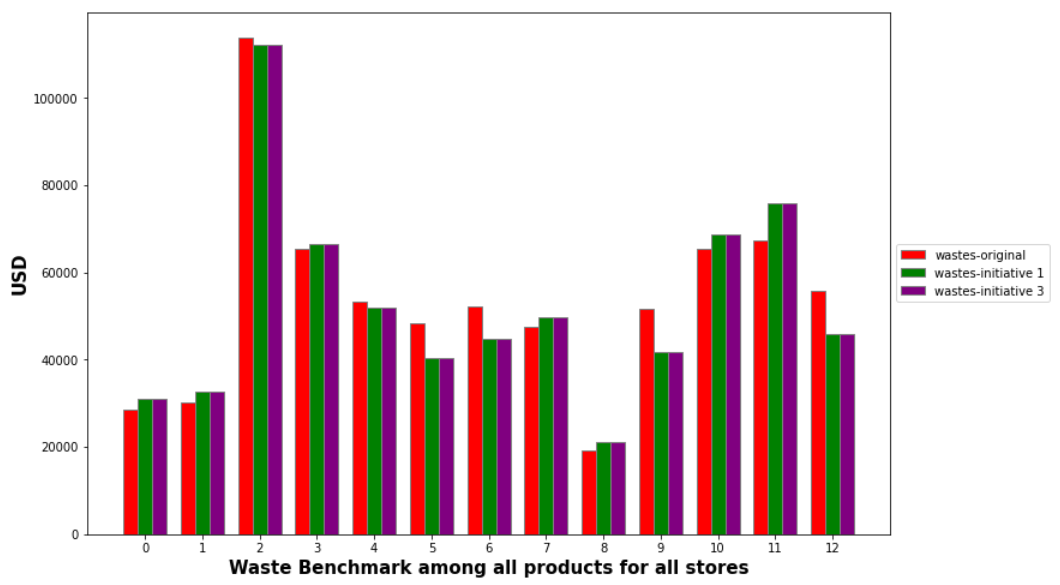 100000
80000
60000
40000
20000
0
USD
0 1 2 3 4 5 6 7 8 9 10 11 12
Waste Benchmark among all products for all stores
wastes-original
wastes-initiative 1
wastes-initiative 3